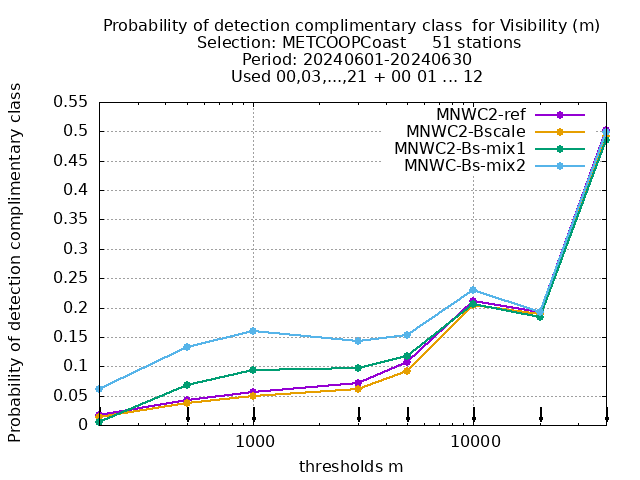 Probability of detection complimentary class  for Visibility (m)
Selection: METCOOPCoast     51 stations
Period: 20240601-20240630
Used 00,03,...,21 + 00 01 ... 12
Probability of detection complimentary class
0.55
0.5
0.45
0.4
0.35
0.3
0.25
0.2
0.15
0.1
0.05
0
MNWC2-ref
MNWC2-Bscale
MNWC2-Bs-mix1
MNWC-Bs-mix2
1000
10000
thresholds m